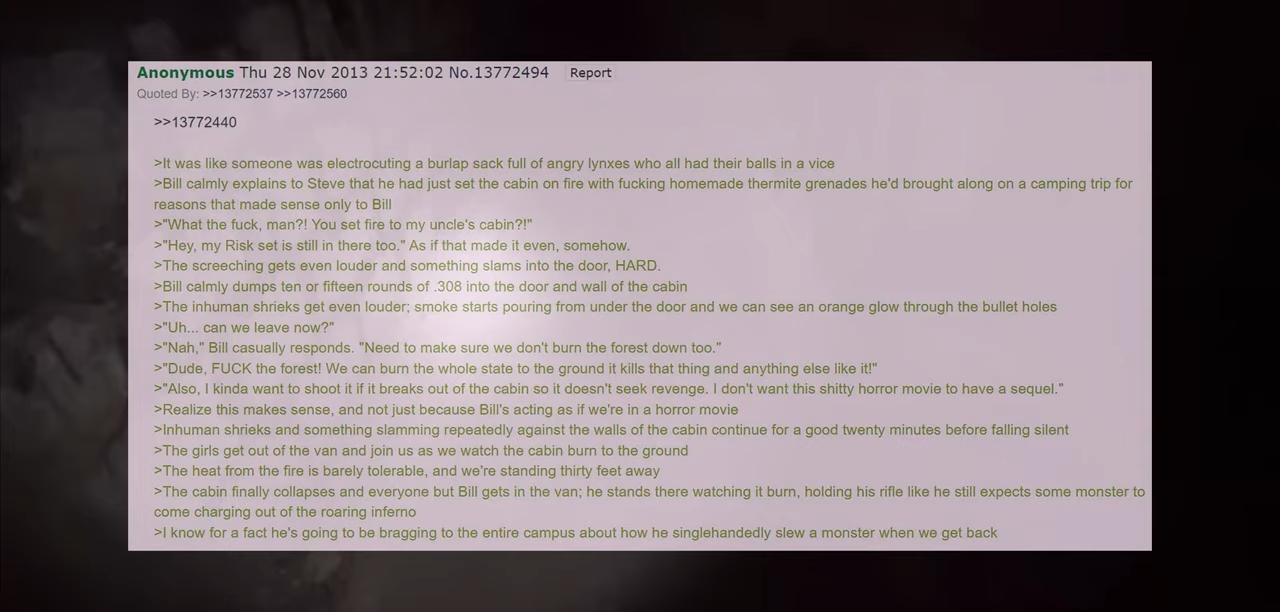 Anonymous Thu 28 Nov 2013 21:52:02 No.13772494 Report
Quoted By: >>13772537 >>13772560
>>13772440
>It was like someone was electrocuting a burlap sack full of angry lynxes who all had their balls in a vice
>Bill calmly explains to Steve that he had just set the cabin on fire with fucking homemade thermite grenades he'd brought along on a camping trip for
reasons that made sense only to Bill
>"What the fuck, man?! You set fire to my uncle's cabin?!"
>"Hey, my Risk set is still in there too." As if that made it even, somehow.
>The screeching gets even louder and something slams into the door, HARD.
>Bill calmly dumps ten or fifteen rounds of .308 into the door and wall of the cabin
>The inhuman shrieks get even louder; smoke starts pouring from under the door and we can see an orange glow through the bullet holes
>"Uh... can we leave now?"
>"Nah," Bill casually responds. "Need to make sure we don't burn the forest down too."
>"Dude, FUCK the forest! We can burn the whole state to the ground it kills that thing and anything else like it!"
>"Also, I kinda want to shoot it if it breaks out of the cabin so it doesn't seek revenge. I don't want this shitty horror movie to have a sequel."
>Realize this makes sense, and not just because Bill's acting as if we're in a horror movie
>Inhuman shrieks and something slamming repeatedly against the walls of the cabin continue for a good twenty minutes before falling silent
>The girls get out of the van and join us as we watch the cabin burn to the ground
>The heat from the fire is barely tolerable, and we're standing thirty feet away
>The cabin finally collapses and everyone but Bill gets in the van; he stands there watching it burn, holding his rifle like he still expects some monster to
come charging out of the roaring inferno
>I know for a fact he's going to be bragging to the entire campus about how he singlehandedly slew a monster when we get back